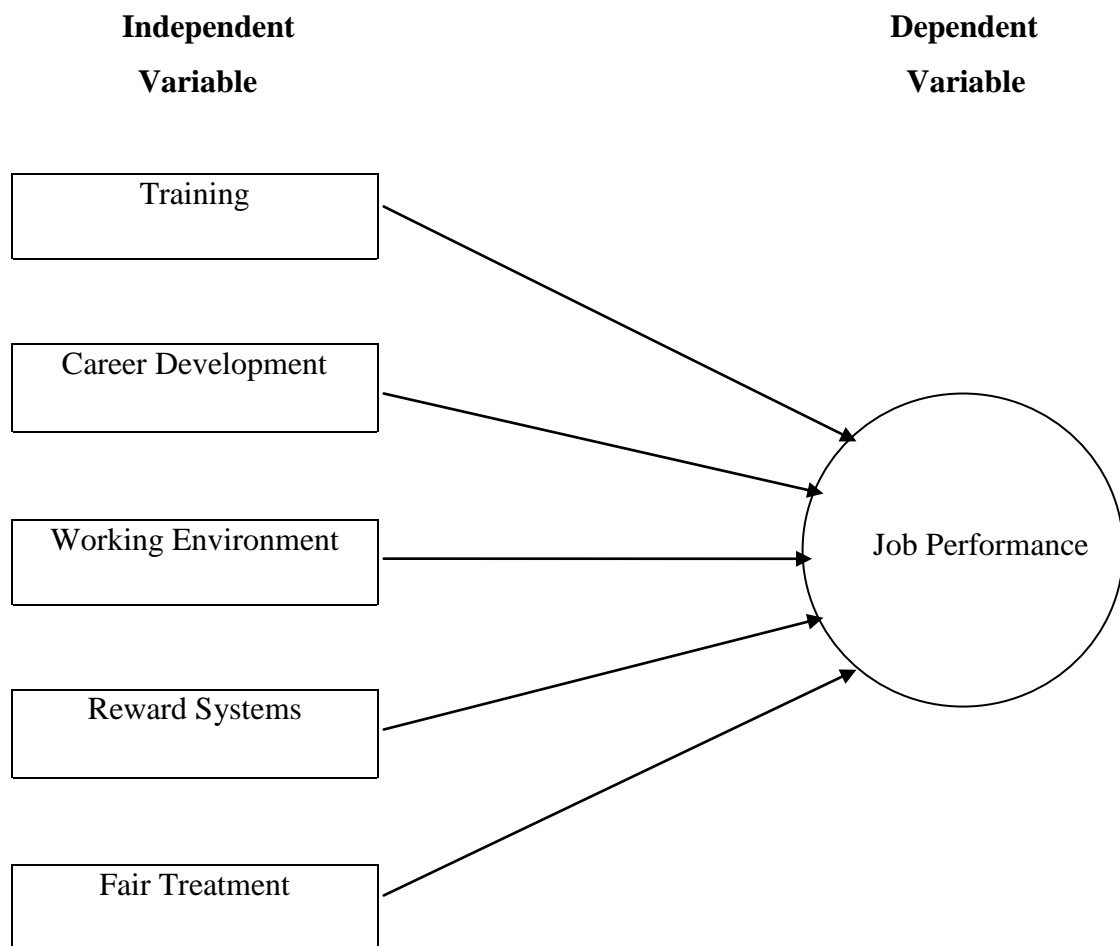 Independent
Variable
Dependent
Variable
Training
Career Development
Working Environment
Job Performance
Reward Systems
Fair Treatment